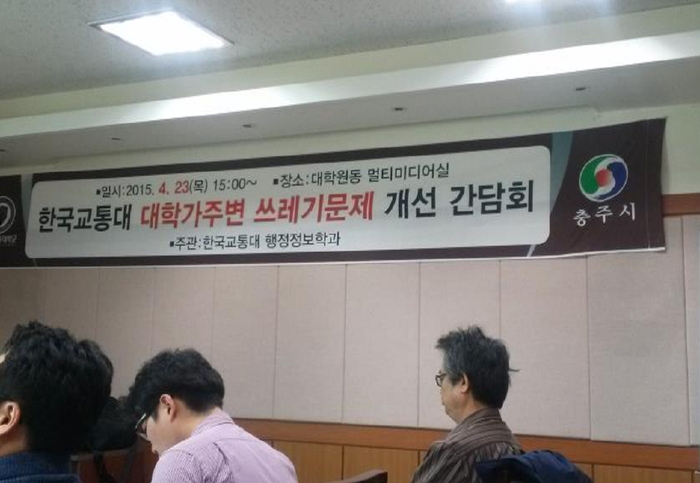 ■일시:2015. 4. 23(목) 15:00~ ■장소:대학원동 멀티미디어실
한국교통대 대학가주변 쓰레기문제 개선 간담회
■주관:한국교통대 행정정보학과
충주시